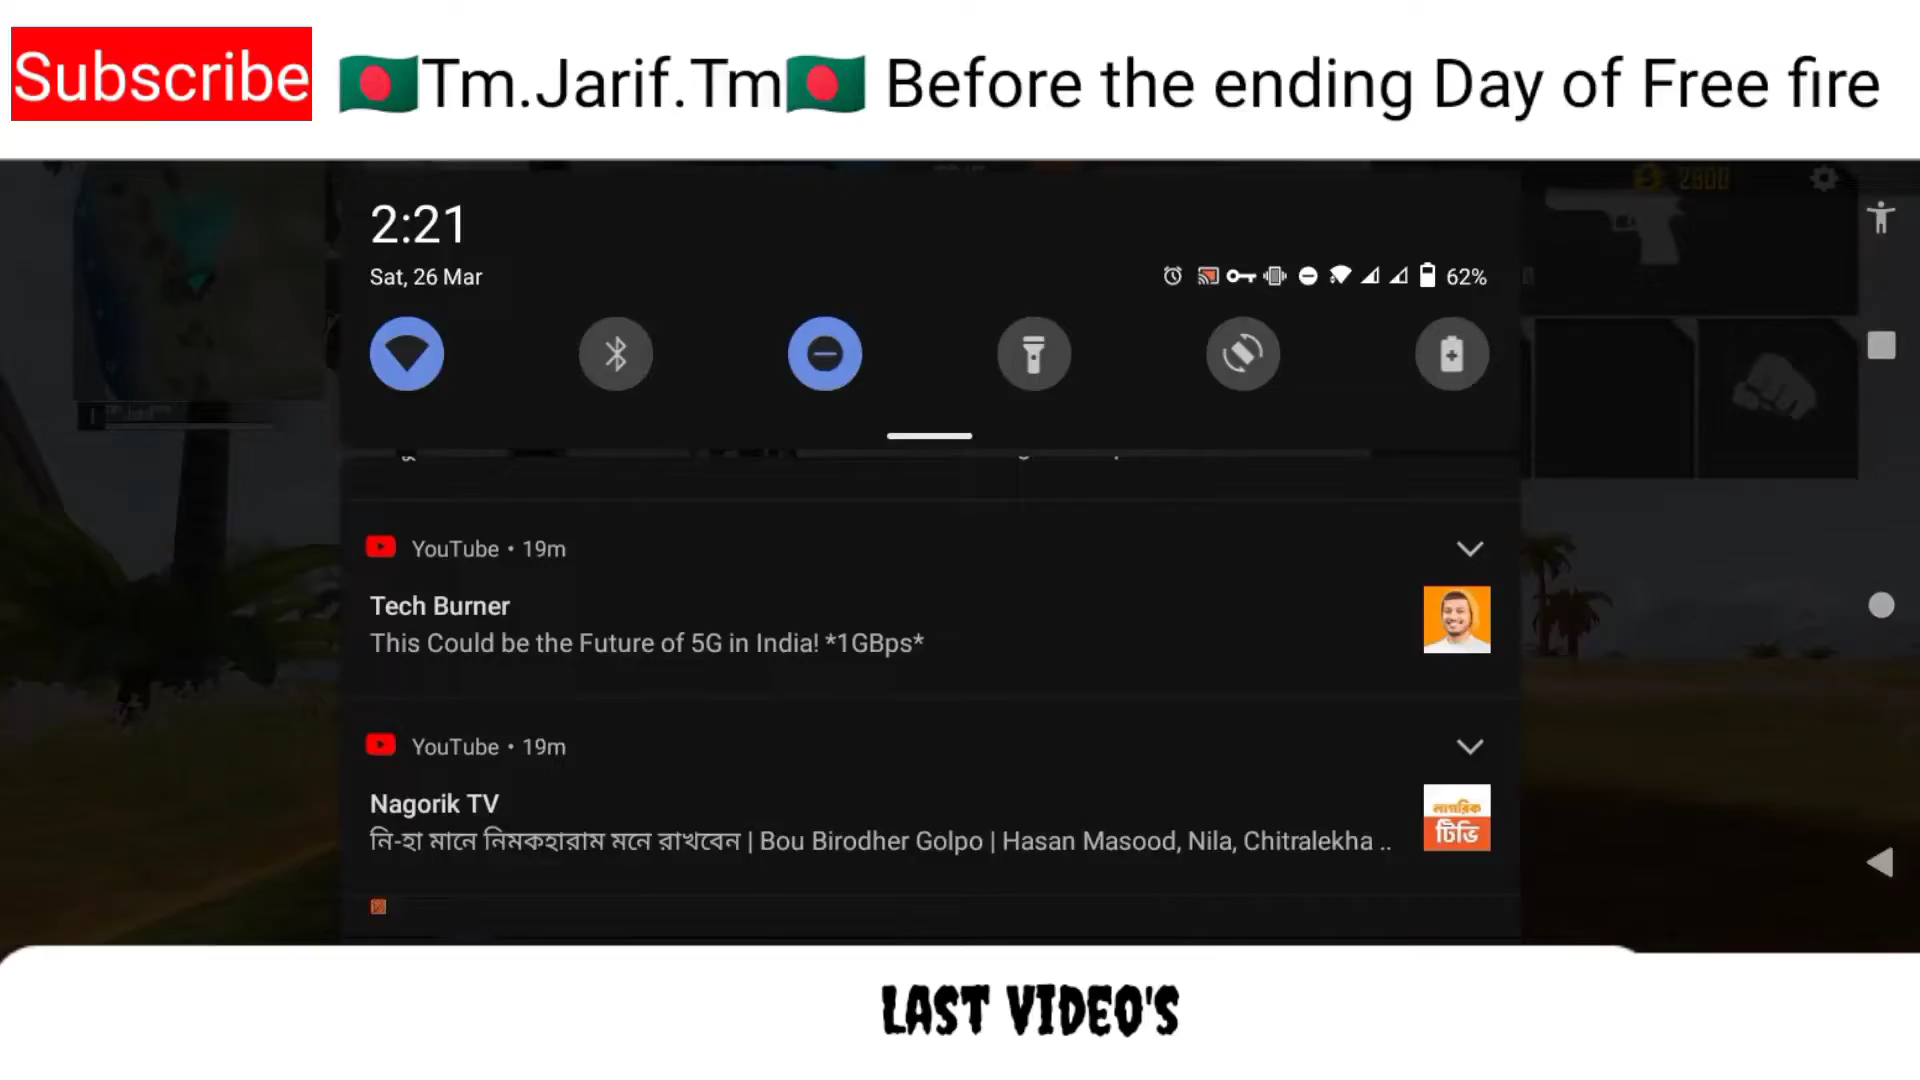 Subscribe 🇧🇩Tm.Jarif.Tm🇧🇩 Before the ending Day of Free fire
2900
2:21
Sat, 26 Mar
62%
YouTube • 19m
Tech Burner
This Could be the Future of 5G in India! *1GBps*
YouTube • 19m
Nagorik TV
নি-হা মানে নিমকহারাম মনে রাখবেন | Bou Birodher Golpo | Hasan Masood, Nila, Chitralekha ..
নাগরিক
টিভি
LAST VIDEO'S